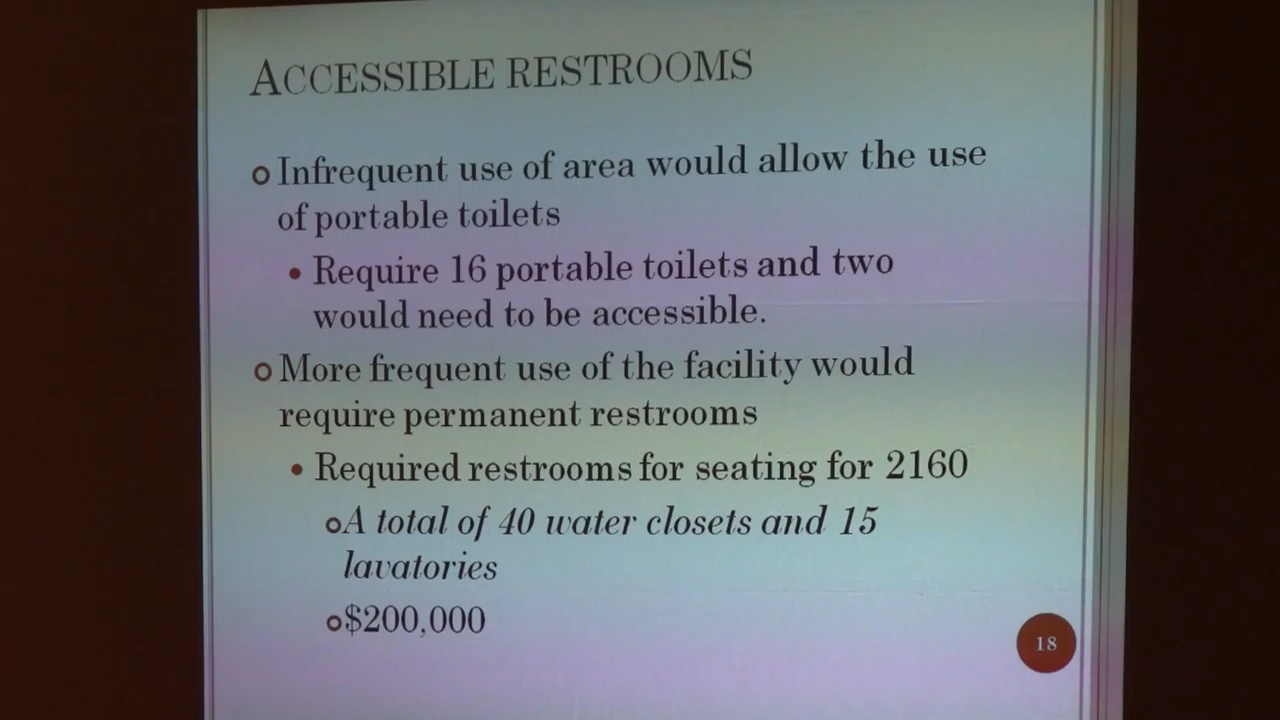 ACCESSIBLE RESTROOMS
Infrequent use of area would allow the use
of portable toilets
Require 16 portable toilets and two
would need to be accessible.
More frequent use of the facility would
require permanent restrooms
Required restrooms for seating for 2160
A total of 40 water closets and 15
lavatories
$200,000
18